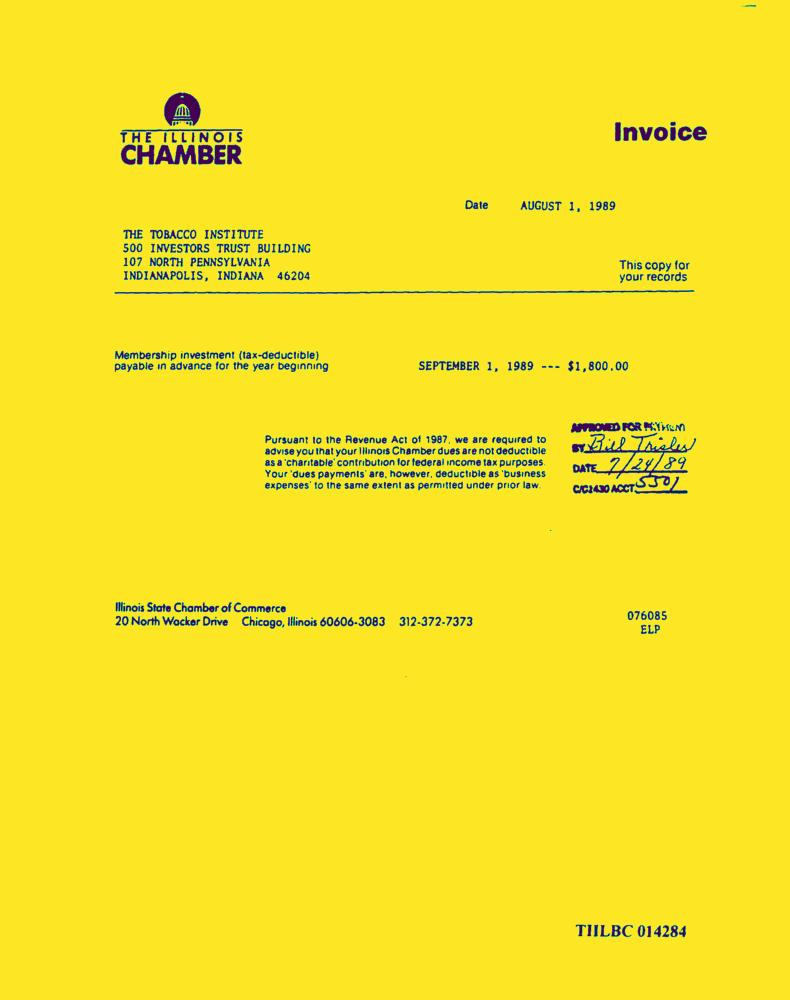 THE ILLINOIS
CHAMBER
Invoice
Date AUGUST 1, 1989
THE TOBACCO INSTITUTE
500 INVESTORS TRUST BUILDING
107 NORTH PENNSYLVANIA
INDIANAPOLIS, INDIANA 46204
This copy for
your records
Membership investment (tax-deductible)
payable in advance for the year beginning
SEPTEMBER 1, 1989 --- $1,800.00
Pursuant to the Revenue Act of 1987, we are required to
advise you that your Illinois Chamber dues are not deductible
as a 'charitable' contribution for federal income tax purposes.
Your 'dues payments' are, however, deductible as 'business
expenses' to the same extent as permitted under prior law.
APPROVED FOR PAYMENT
BY Bill Trisler
DATE 7/24/89
C/C1430 ACCT 5501
Illinois State Chamber of Commerce
20 North Wacker Drive Chicago, Illinois 60606-3083 312-372-7373
076085
ELP
TIILBC 014284